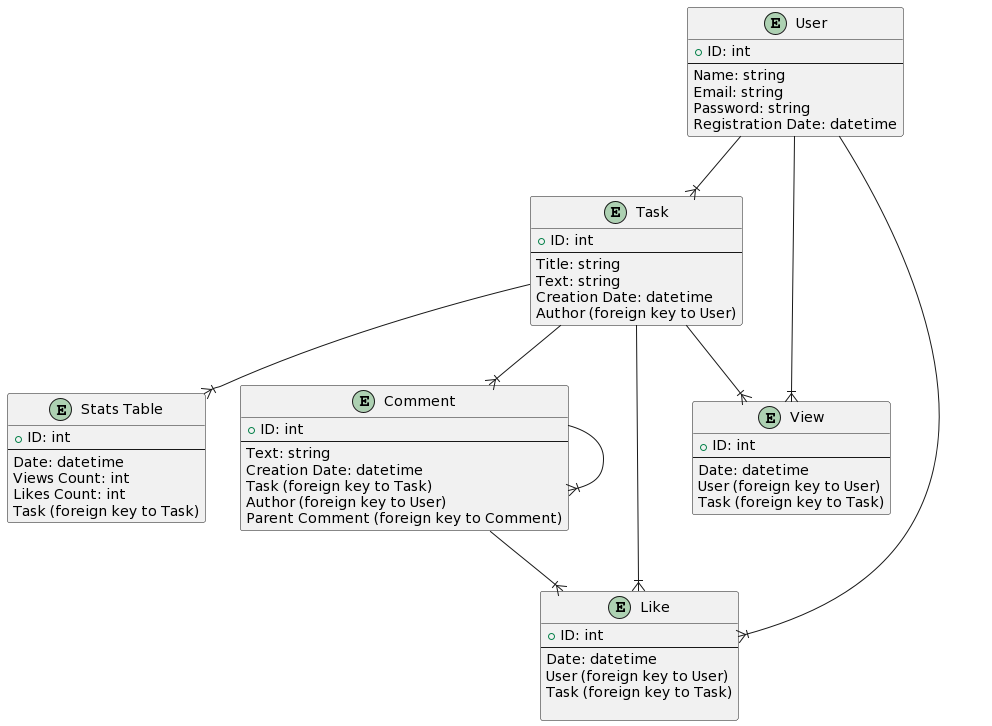 E User
ID: int
Name: string
Email: string
Password: string
Registration Date: datetime
E Task
ID: int
Title: string
Text: string
Creation Date: datetime
Author (foreign key to User)
E Stats Table
ID: int
Date: datetime
Views Count: int
Likes Count: int
Task (foreign key to Task)
E Comment
ID: int
Text: string
Creation Date: datetime
Task (foreign key to Task)
Author (foreign key to User)
Parent Comment (foreign key to Comment)
E View
ID: int
Date: datetime
User (foreign key to User)
Task (foreign key to Task)
E Like
ID: int
Date: datetime
User (foreign key to User)
Task (foreign key to Task)